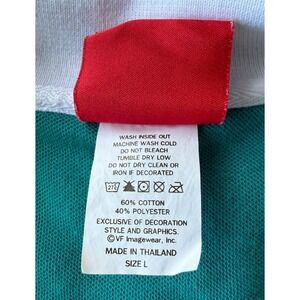 WASH INSIDE OUT
MACHINE WASH COLD
DO NOT BLEACH
TUMBLE DRY LOW
DO NOT DRY CLEAN OR
IRON IF DECORATED
60% COTTON
40% POLYESTER
EXCLUSIVE OF DECORATION
STYLE AND GRAPHICS.
©VF Imagewear, Inc.
MADE IN THAILAND
SIZE L